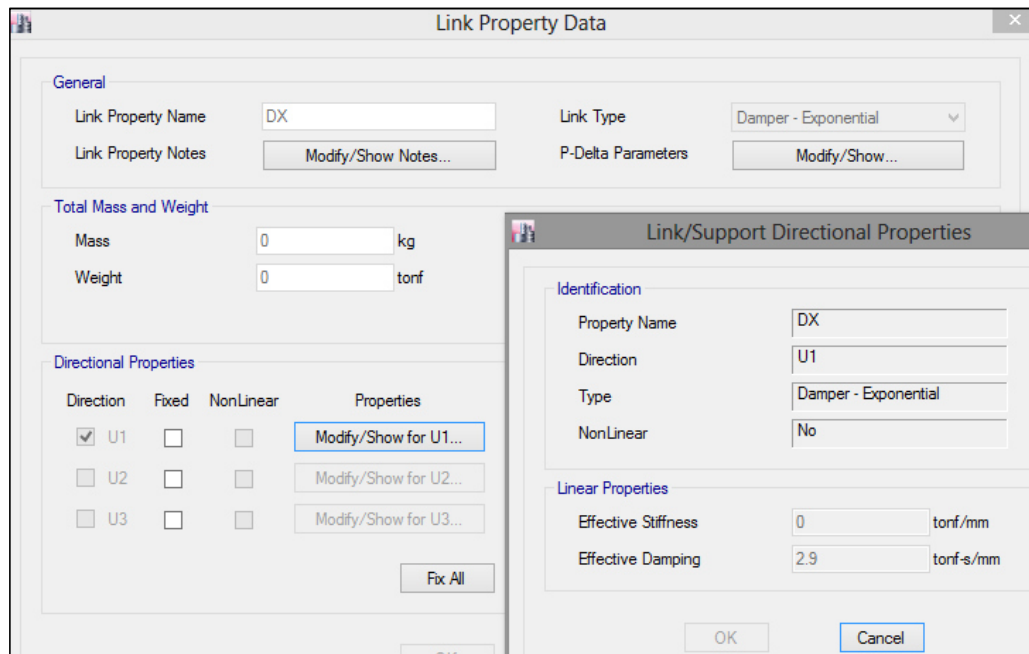 Link Property Data
General
Link Property Name DX Link Type Damper - Exponential
Link Property Notes Modify/Show Notes... P-Delta Parameters Modify/Show...
Total Mass and Weight
Mass 0 kg
Weight 0 tonf
Directional Properties
Direction Fixed NonLinear Properties
U1 Modify/Show for U1...
U2 Modify/Show for U2...
U3 Modify/Show for U3...
Fix All
Link/Support Directional Properties
Identification
Property Name DX
Direction U1
Type Damper - Exponential
NonLinear No
Linear Properties
Effective Stiffness 0 tonf/mm
Effective Damping 2.9 tonf-s/mm
OK Cancel